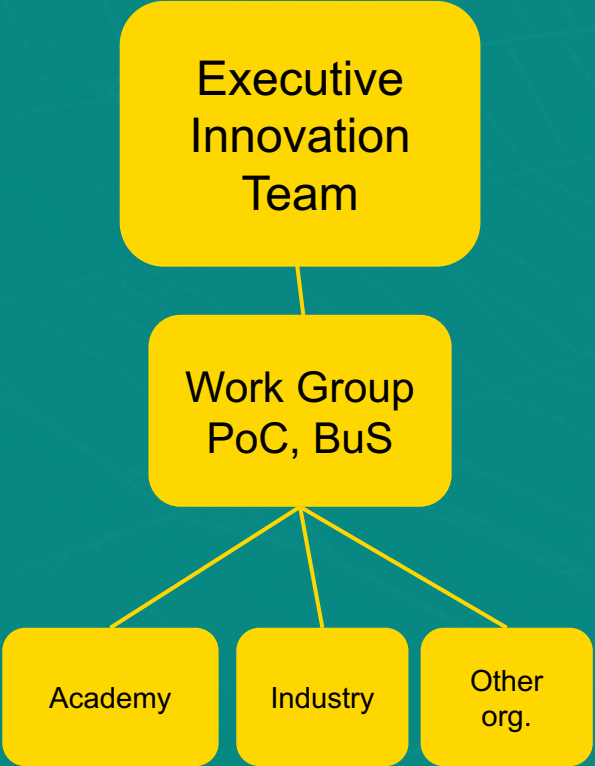 Executive
Innovation
Team
Work Group
PoC, BuS
Academy
Industry
Other
org.